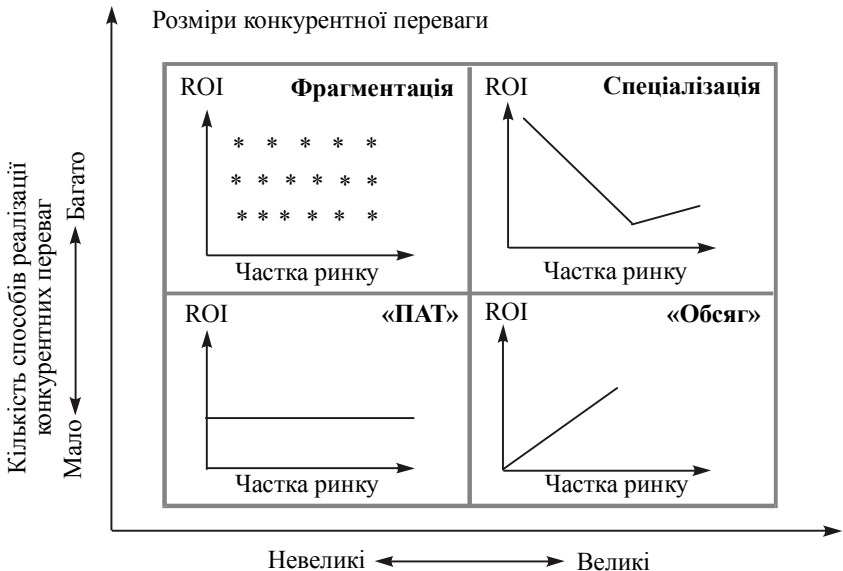 Розміри конкурентної переваги
ROI
Фрагментація
* * * * *
* * * * * *
* * * * * *
Частка ринку
ROI
Спеціалізація
Частка ринку
ROI
«ПАТ»
Частка ринку
ROI
«Обсяг»
Частка ринку
Кількість способів реалізації
конкурентних переваг
Мало
Багато
Невеликі
Великі